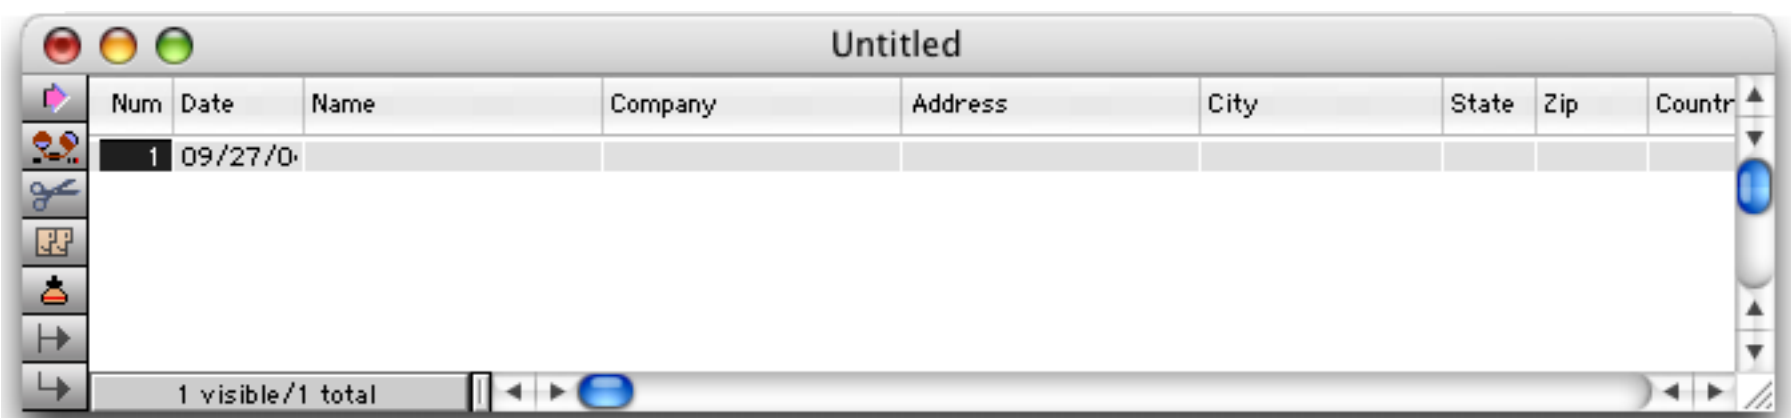 Untitled
Num Date Name Company Address City State Zip Countr
1 09/27/0
1 visible/1 total